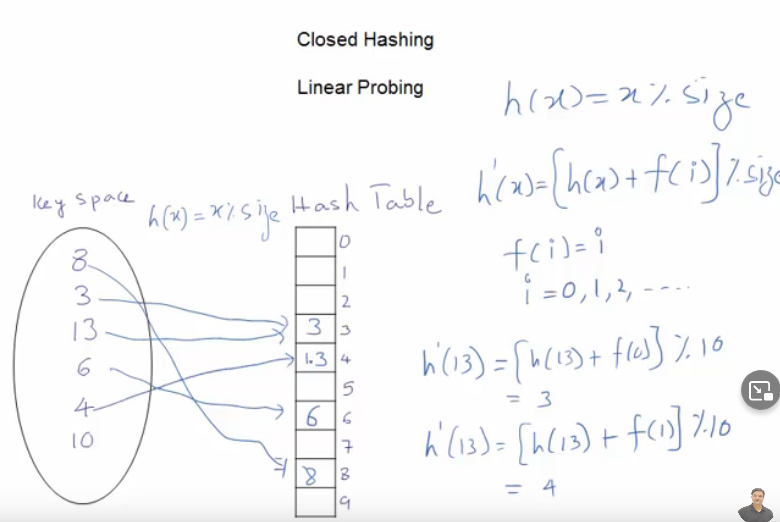 Closed Hashing
Linear Probing
h(x) = x % size
h'(x) = [h(x) + f(i)] % size
f(i) = i
i = 0, 1, 2, ----
h'(13) = [h(13) + f(0)] % 10
= 3
h'(13) = [h(13) + f(1)] % 10
= 4
Key space
h(x) = x % size
Hash Table
8
3
13
6
4
10
0
1
2
3 3
13 4
5
6 6
7
8 8
9